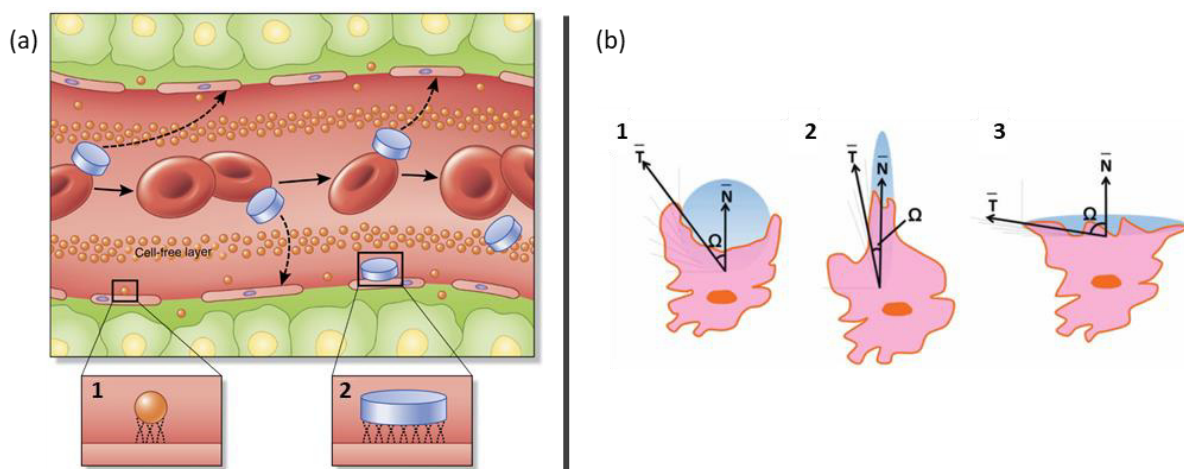 (a)
Cell-free layer
1
2
(b)
1
T̅
N̅
Ω
2
T̅
N̅
Ω
3
N̅
T̅
Ω